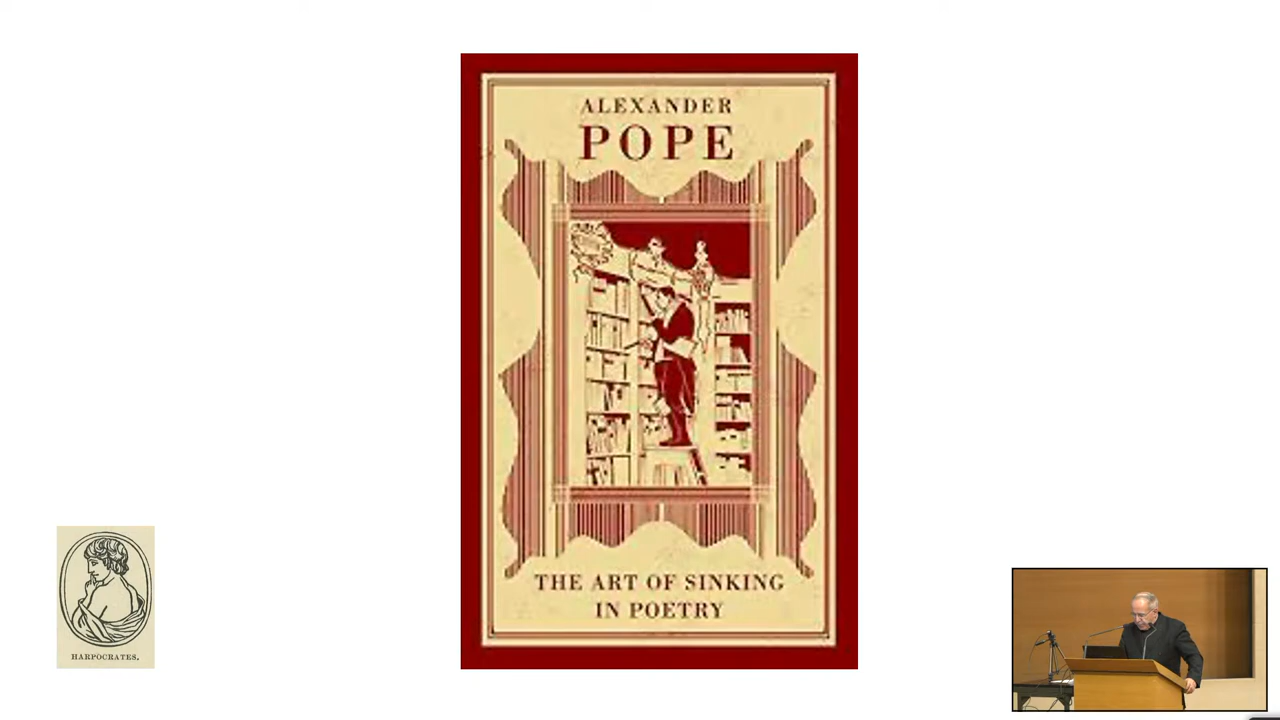 ALEXANDER
POPE
THE ART OF SINKING
IN POETRY
HARPOCRATES.